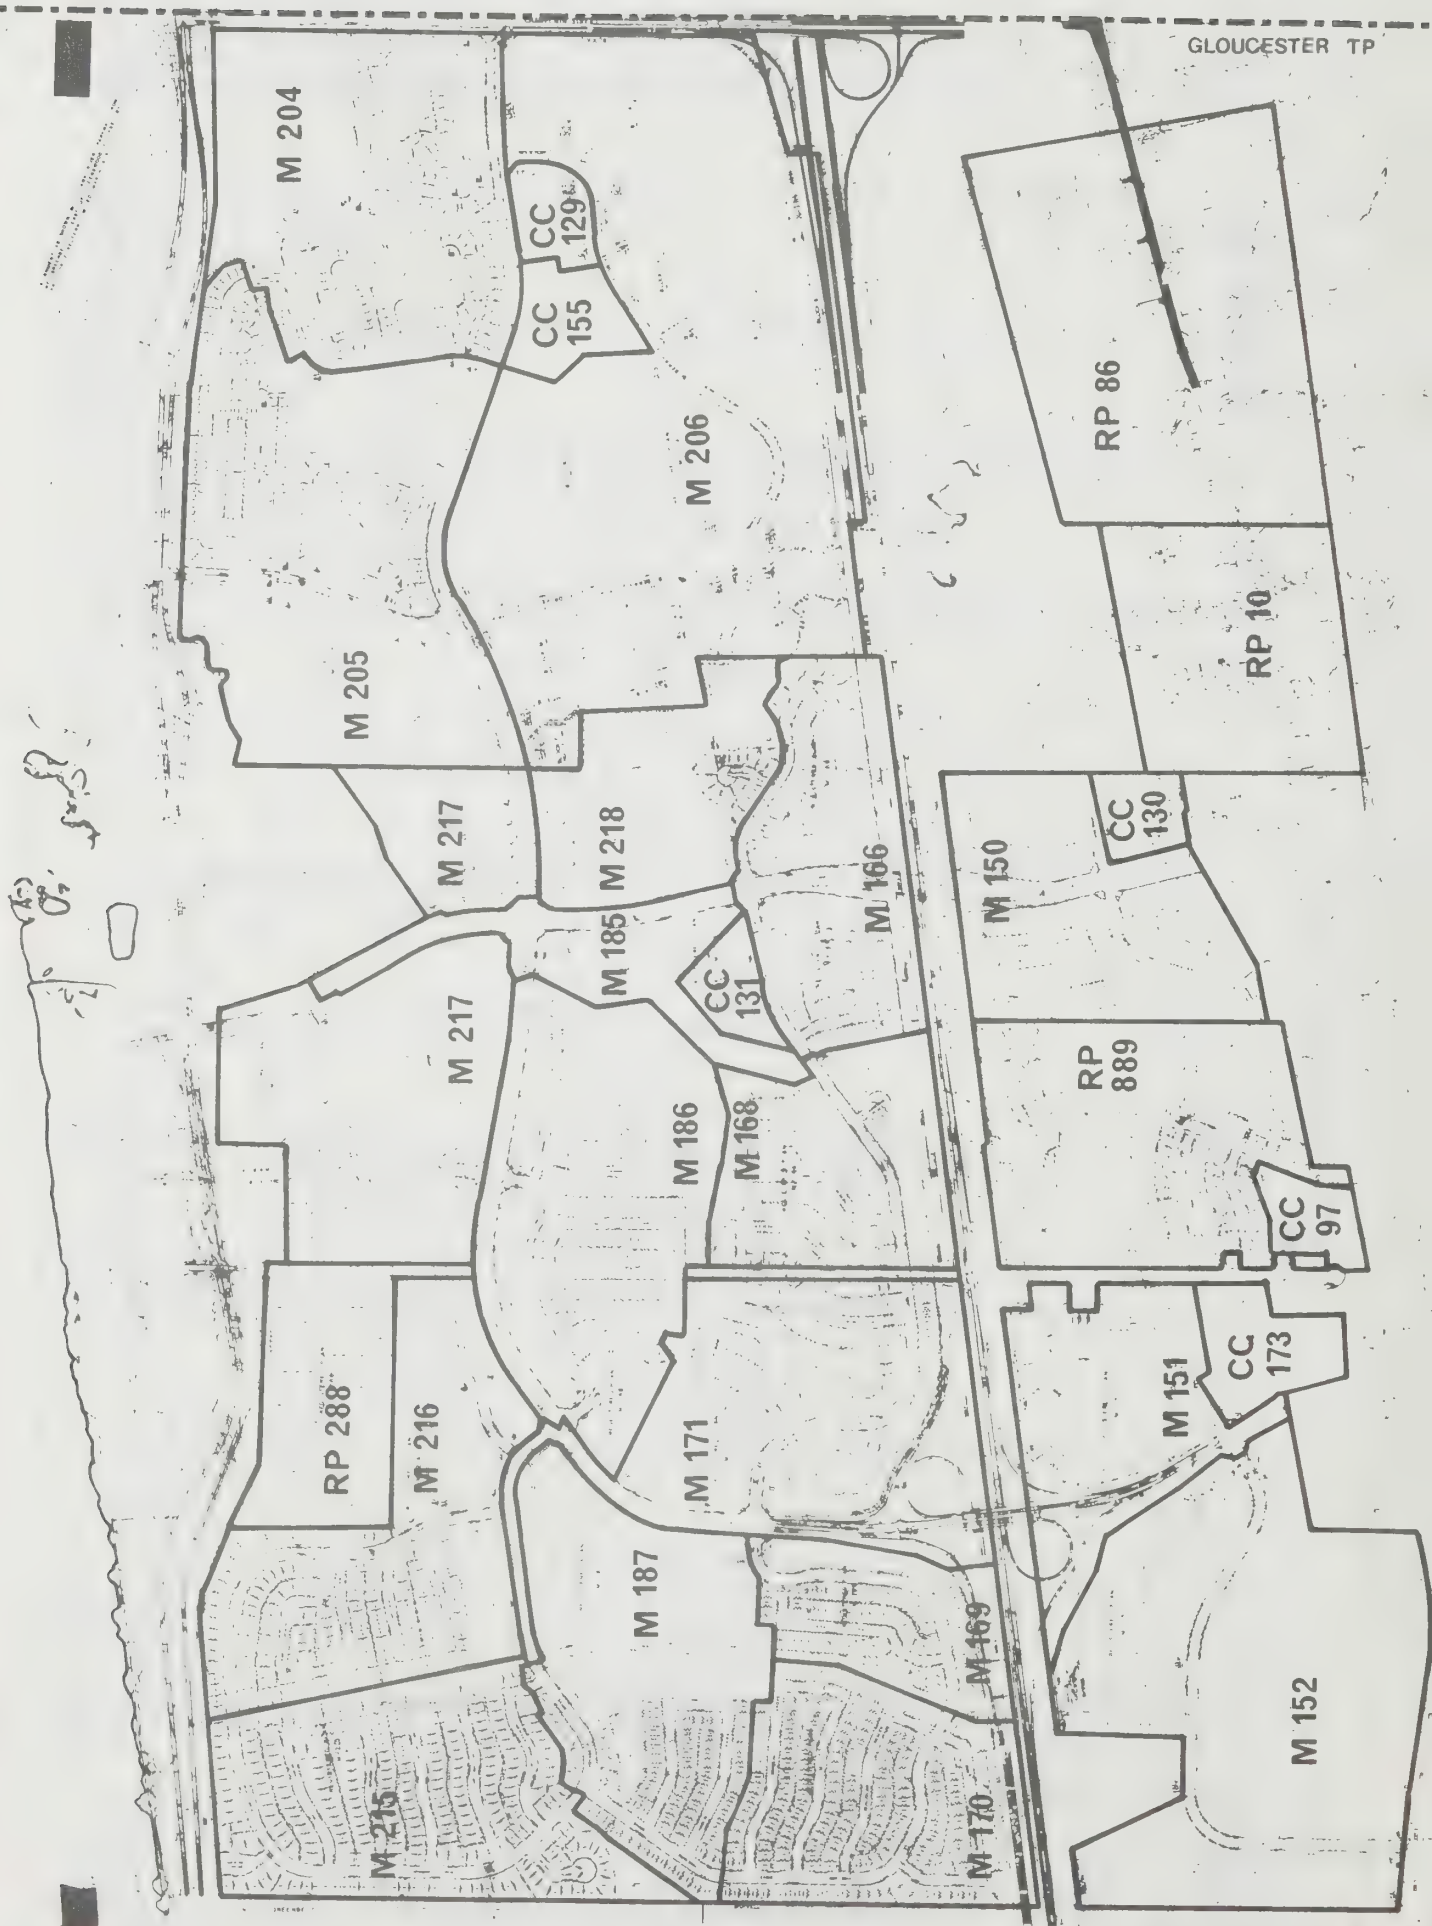 GLOUCESTER TP
M 204
CC
129
CC
155
RP 86
M 206
RP 10
M 205
M 217
M 218
M 166
M 150
CC
130
M 185
CC
131
M 217
RP
889
M 186
M 168
CC
97
RP 288
M 216
M 171
M 151
CC
173
M 187
M 169
M 152
M 215
M 170